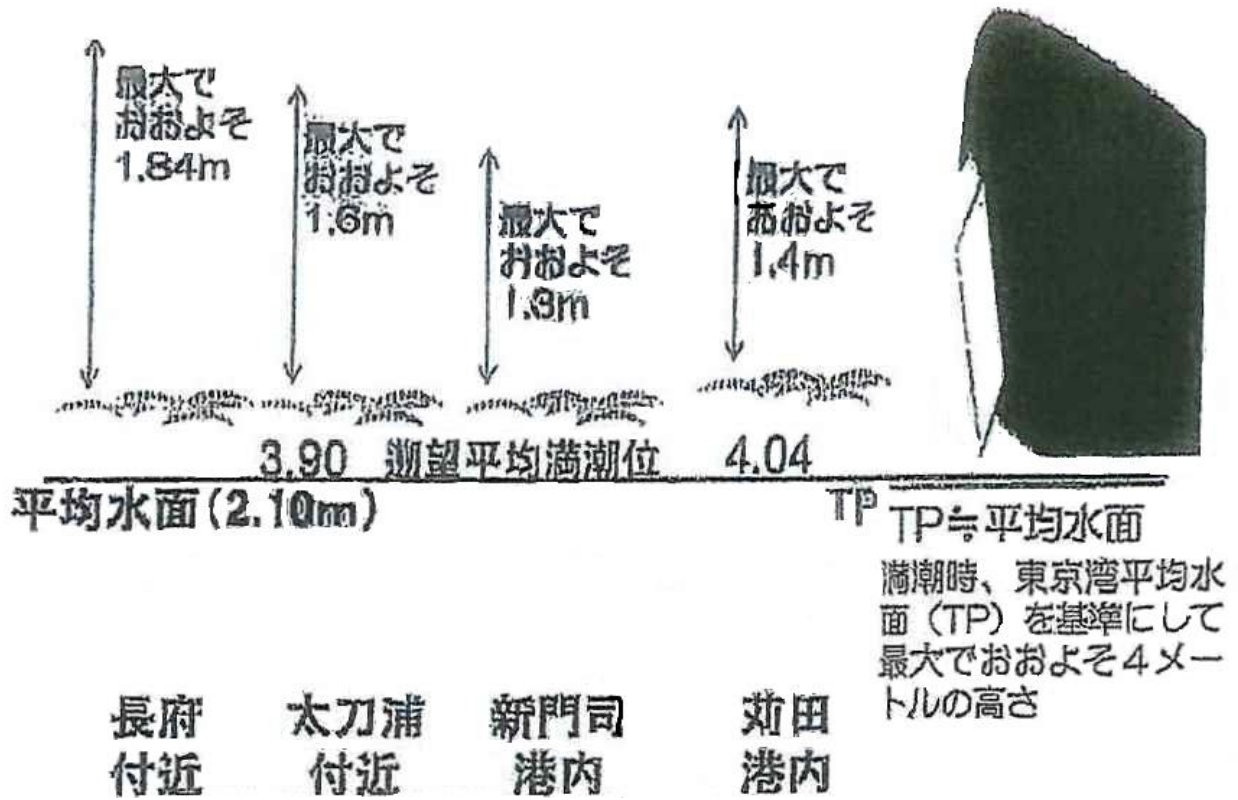 最大で
おおよそ
1.84m
最大で
おおよそ
1.6m
最大で
おおよそ
1.3m
最大で
おおよそ
1.4m
3.90 朔望平均満潮位 4.04
平均水面(2.10m)
TP
TP≒平均水面
満潮時、東京湾平均水
面(TP)を基準にして
最大でおおよそ4メー
トルの高さ
長府
付近
太刀浦
付近
新門司
港内
苅田
港内